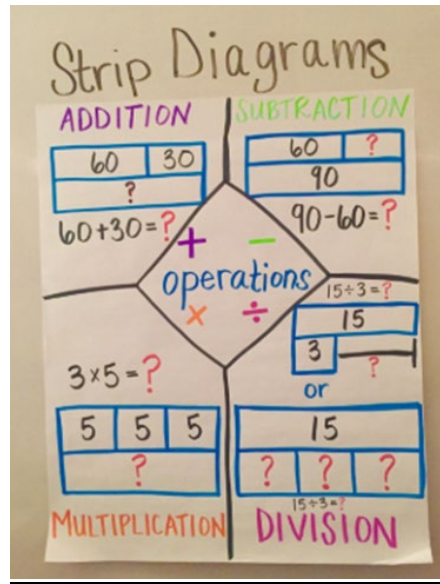 Strip Diagrams
ADDITION
60 30
?
60+30=?
SUBTRACTION
60 ?
90
90-60=?
+ −
operations
× ÷
3×5=?
5 5 5
?
MULTIPLICATION
15÷3=?
15
3
?
or
15
? ? ?
15÷3=?
DIVISION